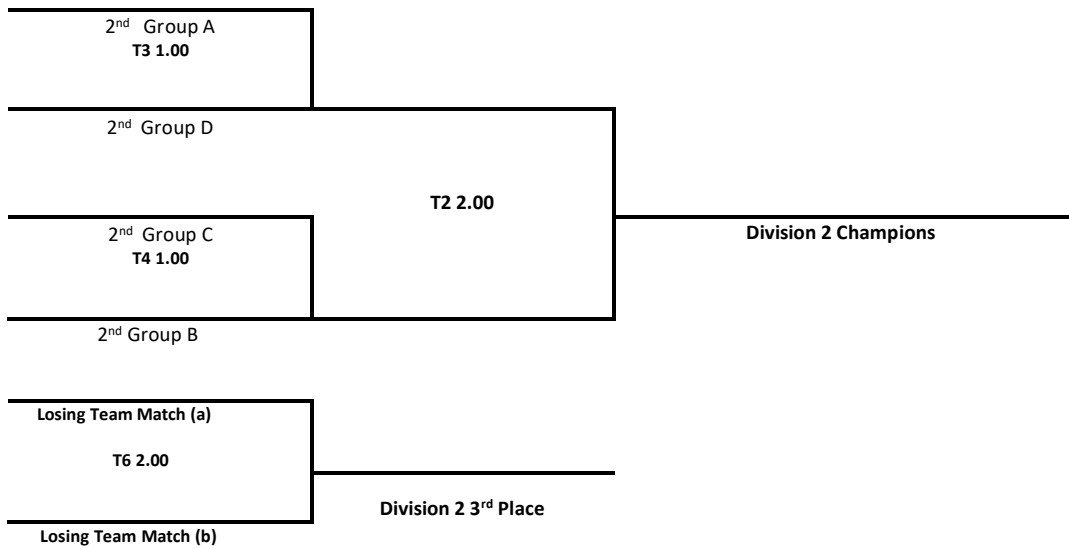 2nd Group A
T3 1.00
2nd Group D
T2 2.00
Division 2 Champions
2nd Group C
T4 1.00
2nd Group B
Losing Team Match (a)
T6 2.00
Division 2 3rd Place
Losing Team Match (b)